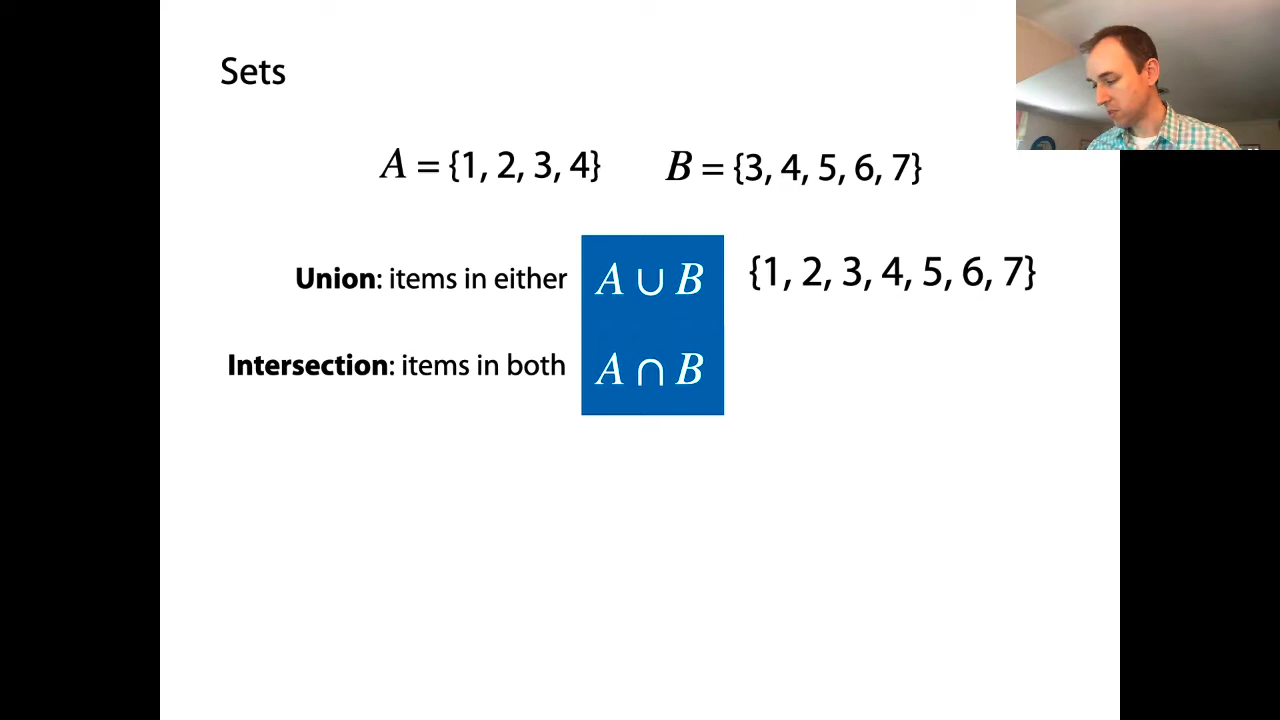 Sets
A = {1, 2, 3, 4} B = {3, 4, 5, 6, 7}
Union: items in either A ∪ B {1, 2, 3, 4, 5, 6, 7}
Intersection: items in both A ∩ B